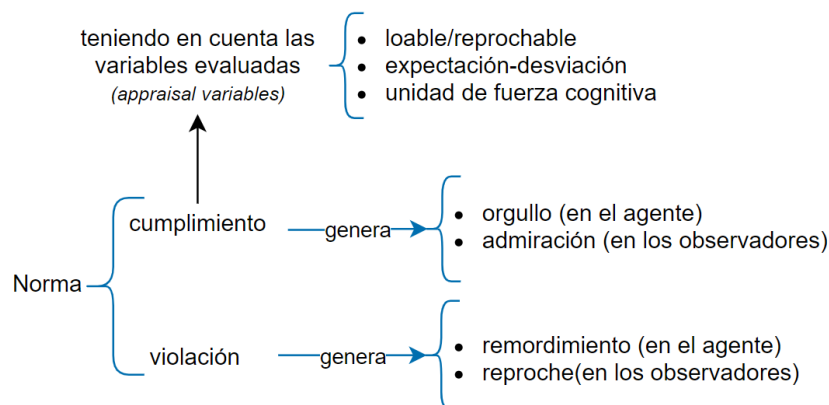 teniendo en cuenta las
variables evaluadas
(appraisal variables)
• loable/reprochable
• expectación-desviación
• unidad de fuerza cognitiva
Norma
cumplimiento
genera
• orgullo (en el agente)
• admiración (en los observadores)
violación
genera
• remordimiento (en el agente)
• reproche(en los observadores)